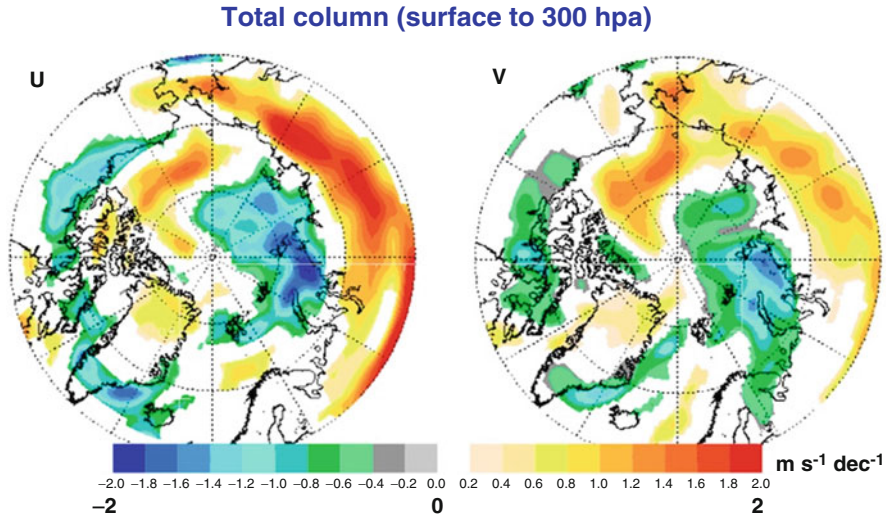 Total column (surface to 300 hpa)
U
V
−2.0 −1.8 −1.6 −1.4 −1.2 −1.0 −0.8 −0.6 −0.4 −0.2 0.0
0.2 0.4 0.6 0.8 1.0 1.2 1.4 1.6 1.8 2.0
m s⁻¹ dec⁻¹
−2 0 2